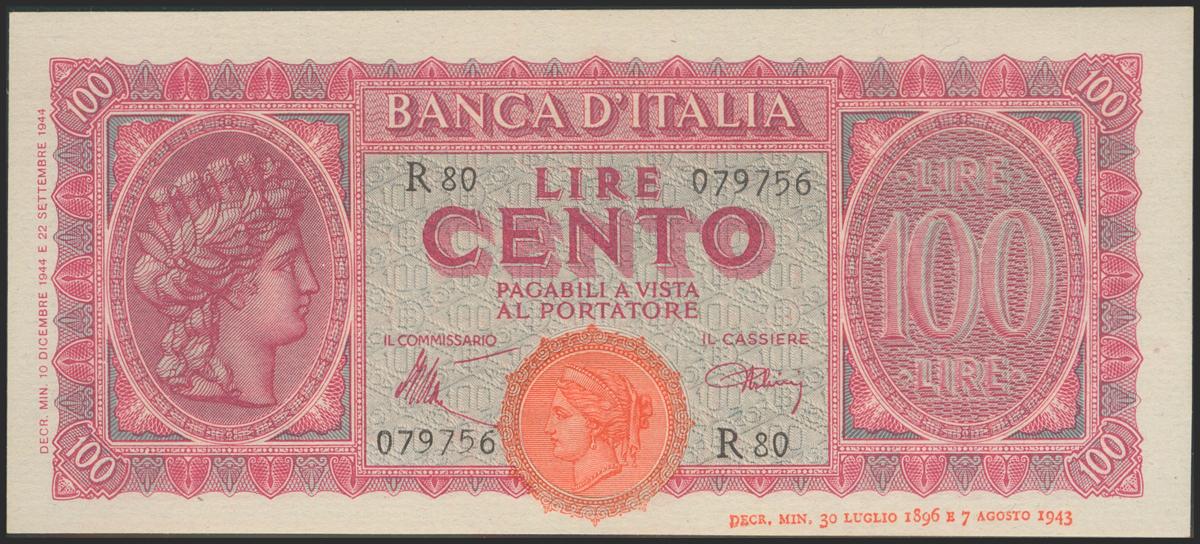 100
100
BANCA D'ITALIA
R 80
LIRE
079756
CENTO
PAGABILI A VISTA
AL PORTATORE
IL COMMISSARIO
IL CASSIERE
079756
R 80
LIRE
100
LIRE
100
100
DECR. MIN. 10 DICEMBRE 1944 E 22 SETTEMBRE 1944
DECR. MIN. 30 LUGLIO 1896 E 7 AGOSTO 1943